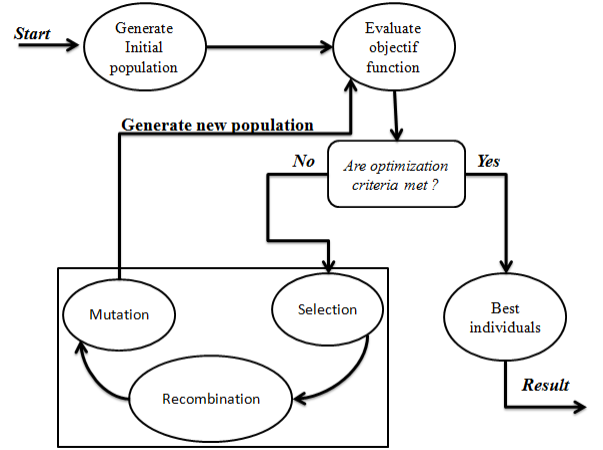 Start
Generate
Initial
population
Evaluate
objectif
function
Generate new population
No
Are optimization
criteria met ?
Yes
Mutation
Selection
Recombination
Best
individuals
Result